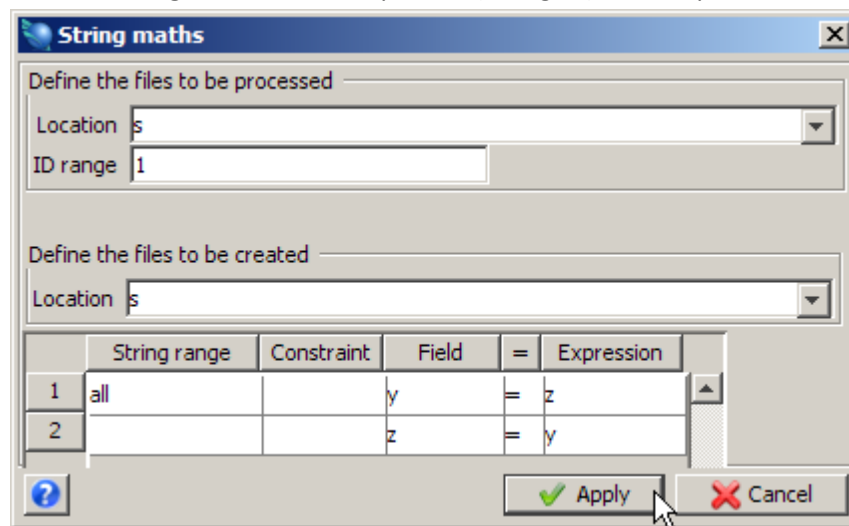 String maths
Define the files to be processed
Location s
ID range 1
Define the files to be created
Location s
String range Constraint Field = Expression
1 all y = z
2 z = y
? Apply Cancel